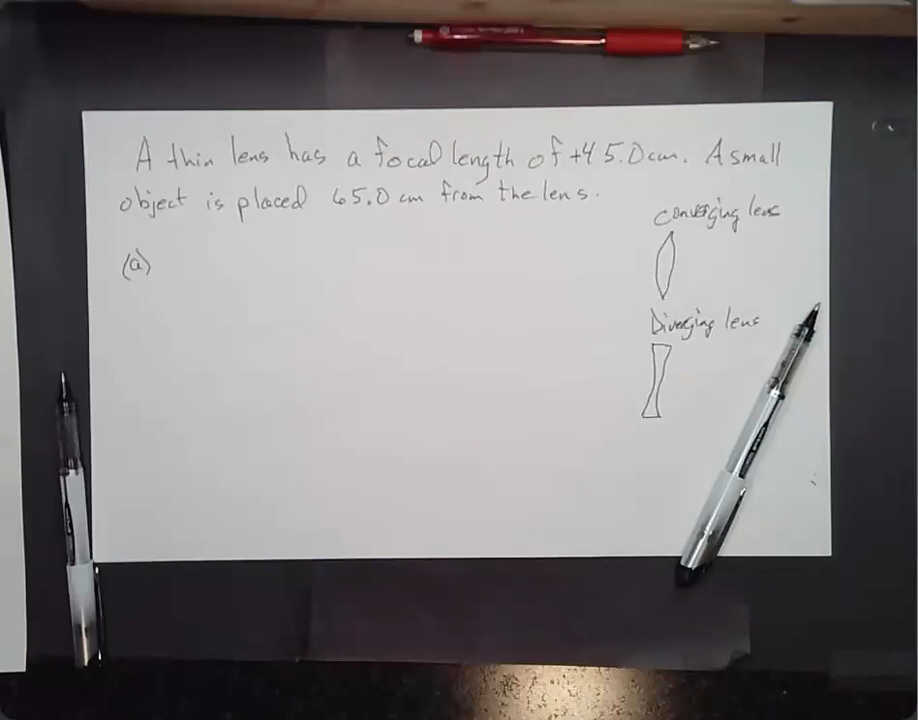 A thin lens has a focal length of +45.0 cm. A small
object is placed 65.0 cm from the lens.
Converging lens
(a)
Diverging lens